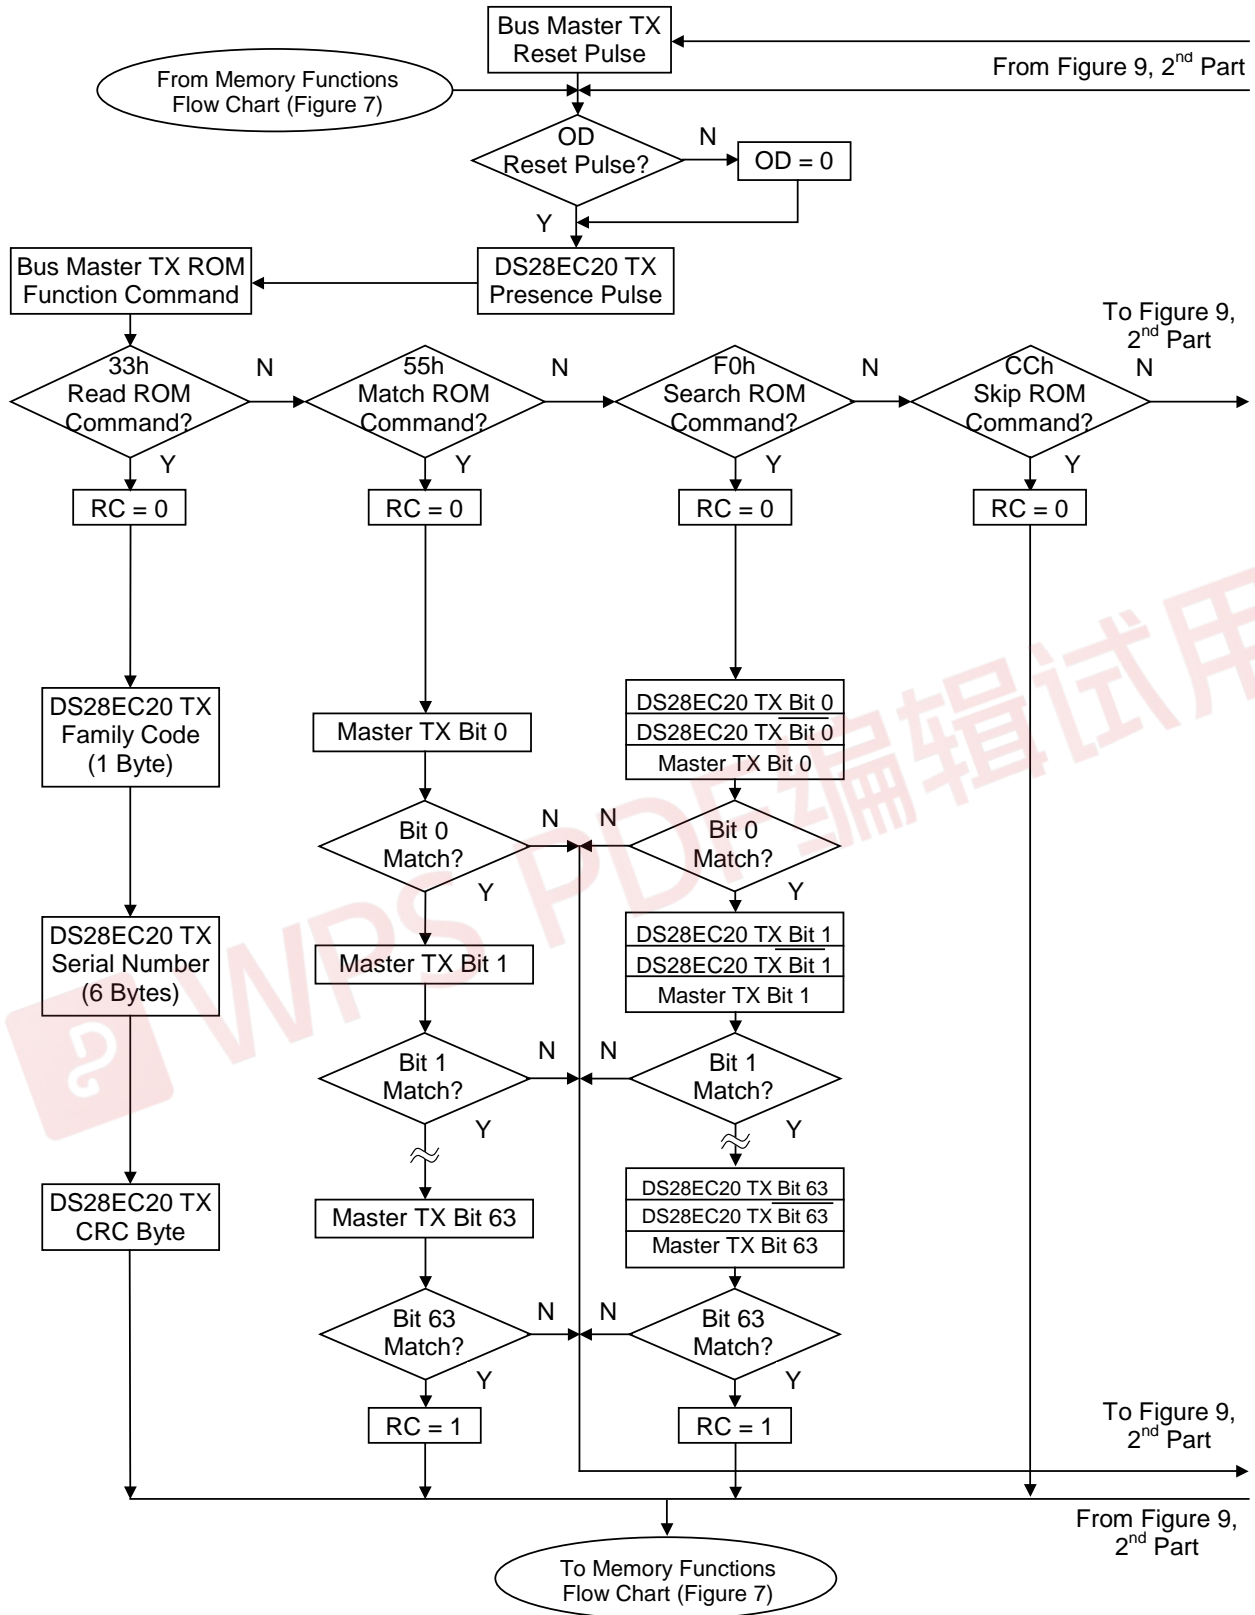 Bus Master TX
Reset Pulse
From Figure 9, 2nd Part
From Memory Functions
Flow Chart (Figure 7)
OD
Reset Pulse?
N
OD = 0
Y
Bus Master TX ROM
Function Command
DS28EC20 TX
Presence Pulse
To Figure 9,
2nd Part
33h
Read ROM
Command?
N
55h
Match ROM
Command?
N
F0h
Search ROM
Command?
N
CCh
Skip ROM
Command?
N
Y
Y
Y
Y
RC = 0
RC = 0
RC = 0
RC = 0
DS28EC20 TX
Family Code
(1 Byte)
Master TX Bit 0
DS28EC20 TX Bit 0
DS28EC20 TX Bit 0
Master TX Bit 0
Bit 0
Match?
N
N
Bit 0
Match?
Y
Y
DS28EC20 TX
Serial Number
(6 Bytes)
Master TX Bit 1
DS28EC20 TX Bit 1
DS28EC20 TX Bit 1
Master TX Bit 1
Bit 1
Match?
N
N
Bit 1
Match?
Y
Y
DS28EC20 TX
CRC Byte
Master TX Bit 63
DS28EC20 TX Bit 63
DS28EC20 TX Bit 63
Master TX Bit 63
Bit 63
Match?
N
N
Bit 63
Match?
Y
Y
RC = 1
RC = 1
To Figure 9,
2nd Part
From Figure 9,
2nd Part
To Memory Functions
Flow Chart (Figure 7)
WPS PDF编辑试用